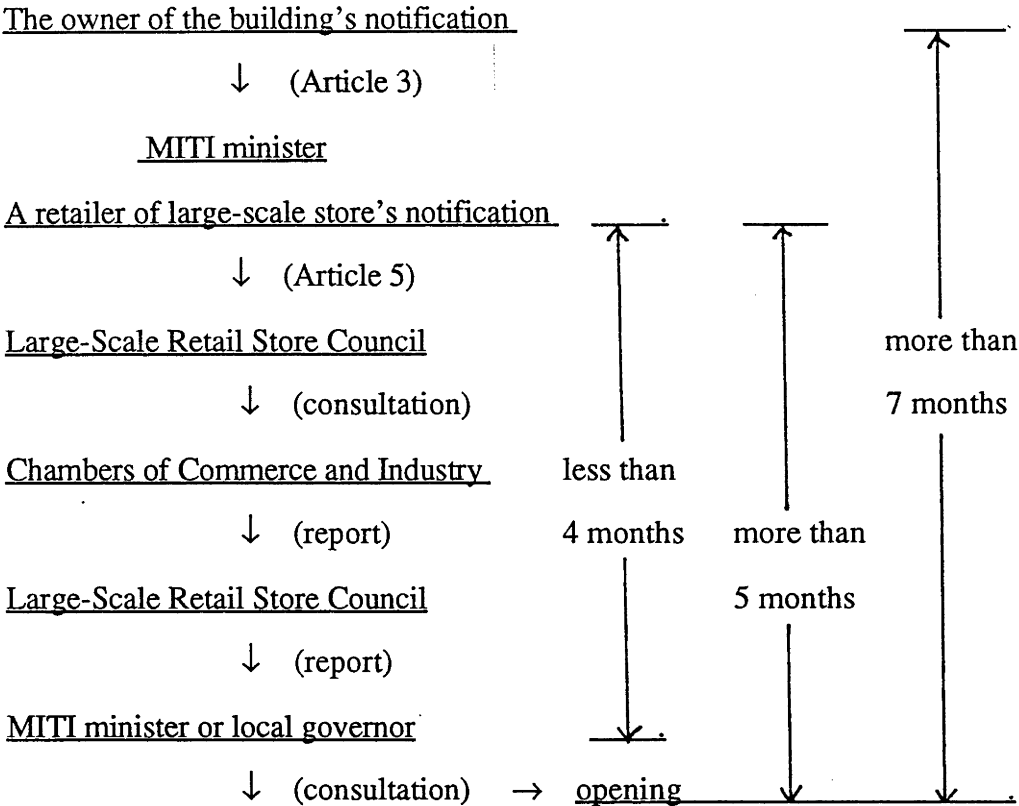 The owner of the building's notification
↓ (Article 3)
MITI minister
A retailer of large-scale store's notification
↓ (Article 5)
Large-Scale Retail Store Council
more than
↓ (consultation)
7 months
Chambers of Commerce and Industry
less than
↓ (report)
4 months
more than
Large-Scale Retail Store Council
5 months
↓ (report)
MITI minister or local governor
↓ (consultation) → opening